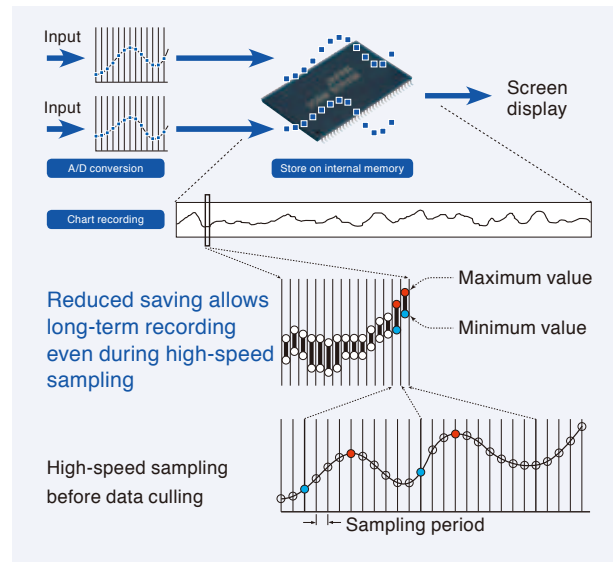 Input
Input
Screen
display
A/D conversion
Store on internal memory
Chart recording
Maximum value
Reduced saving allows
long-term recording
even during high-speed
sampling
Minimum value
High-speed sampling
before data culling
Sampling period